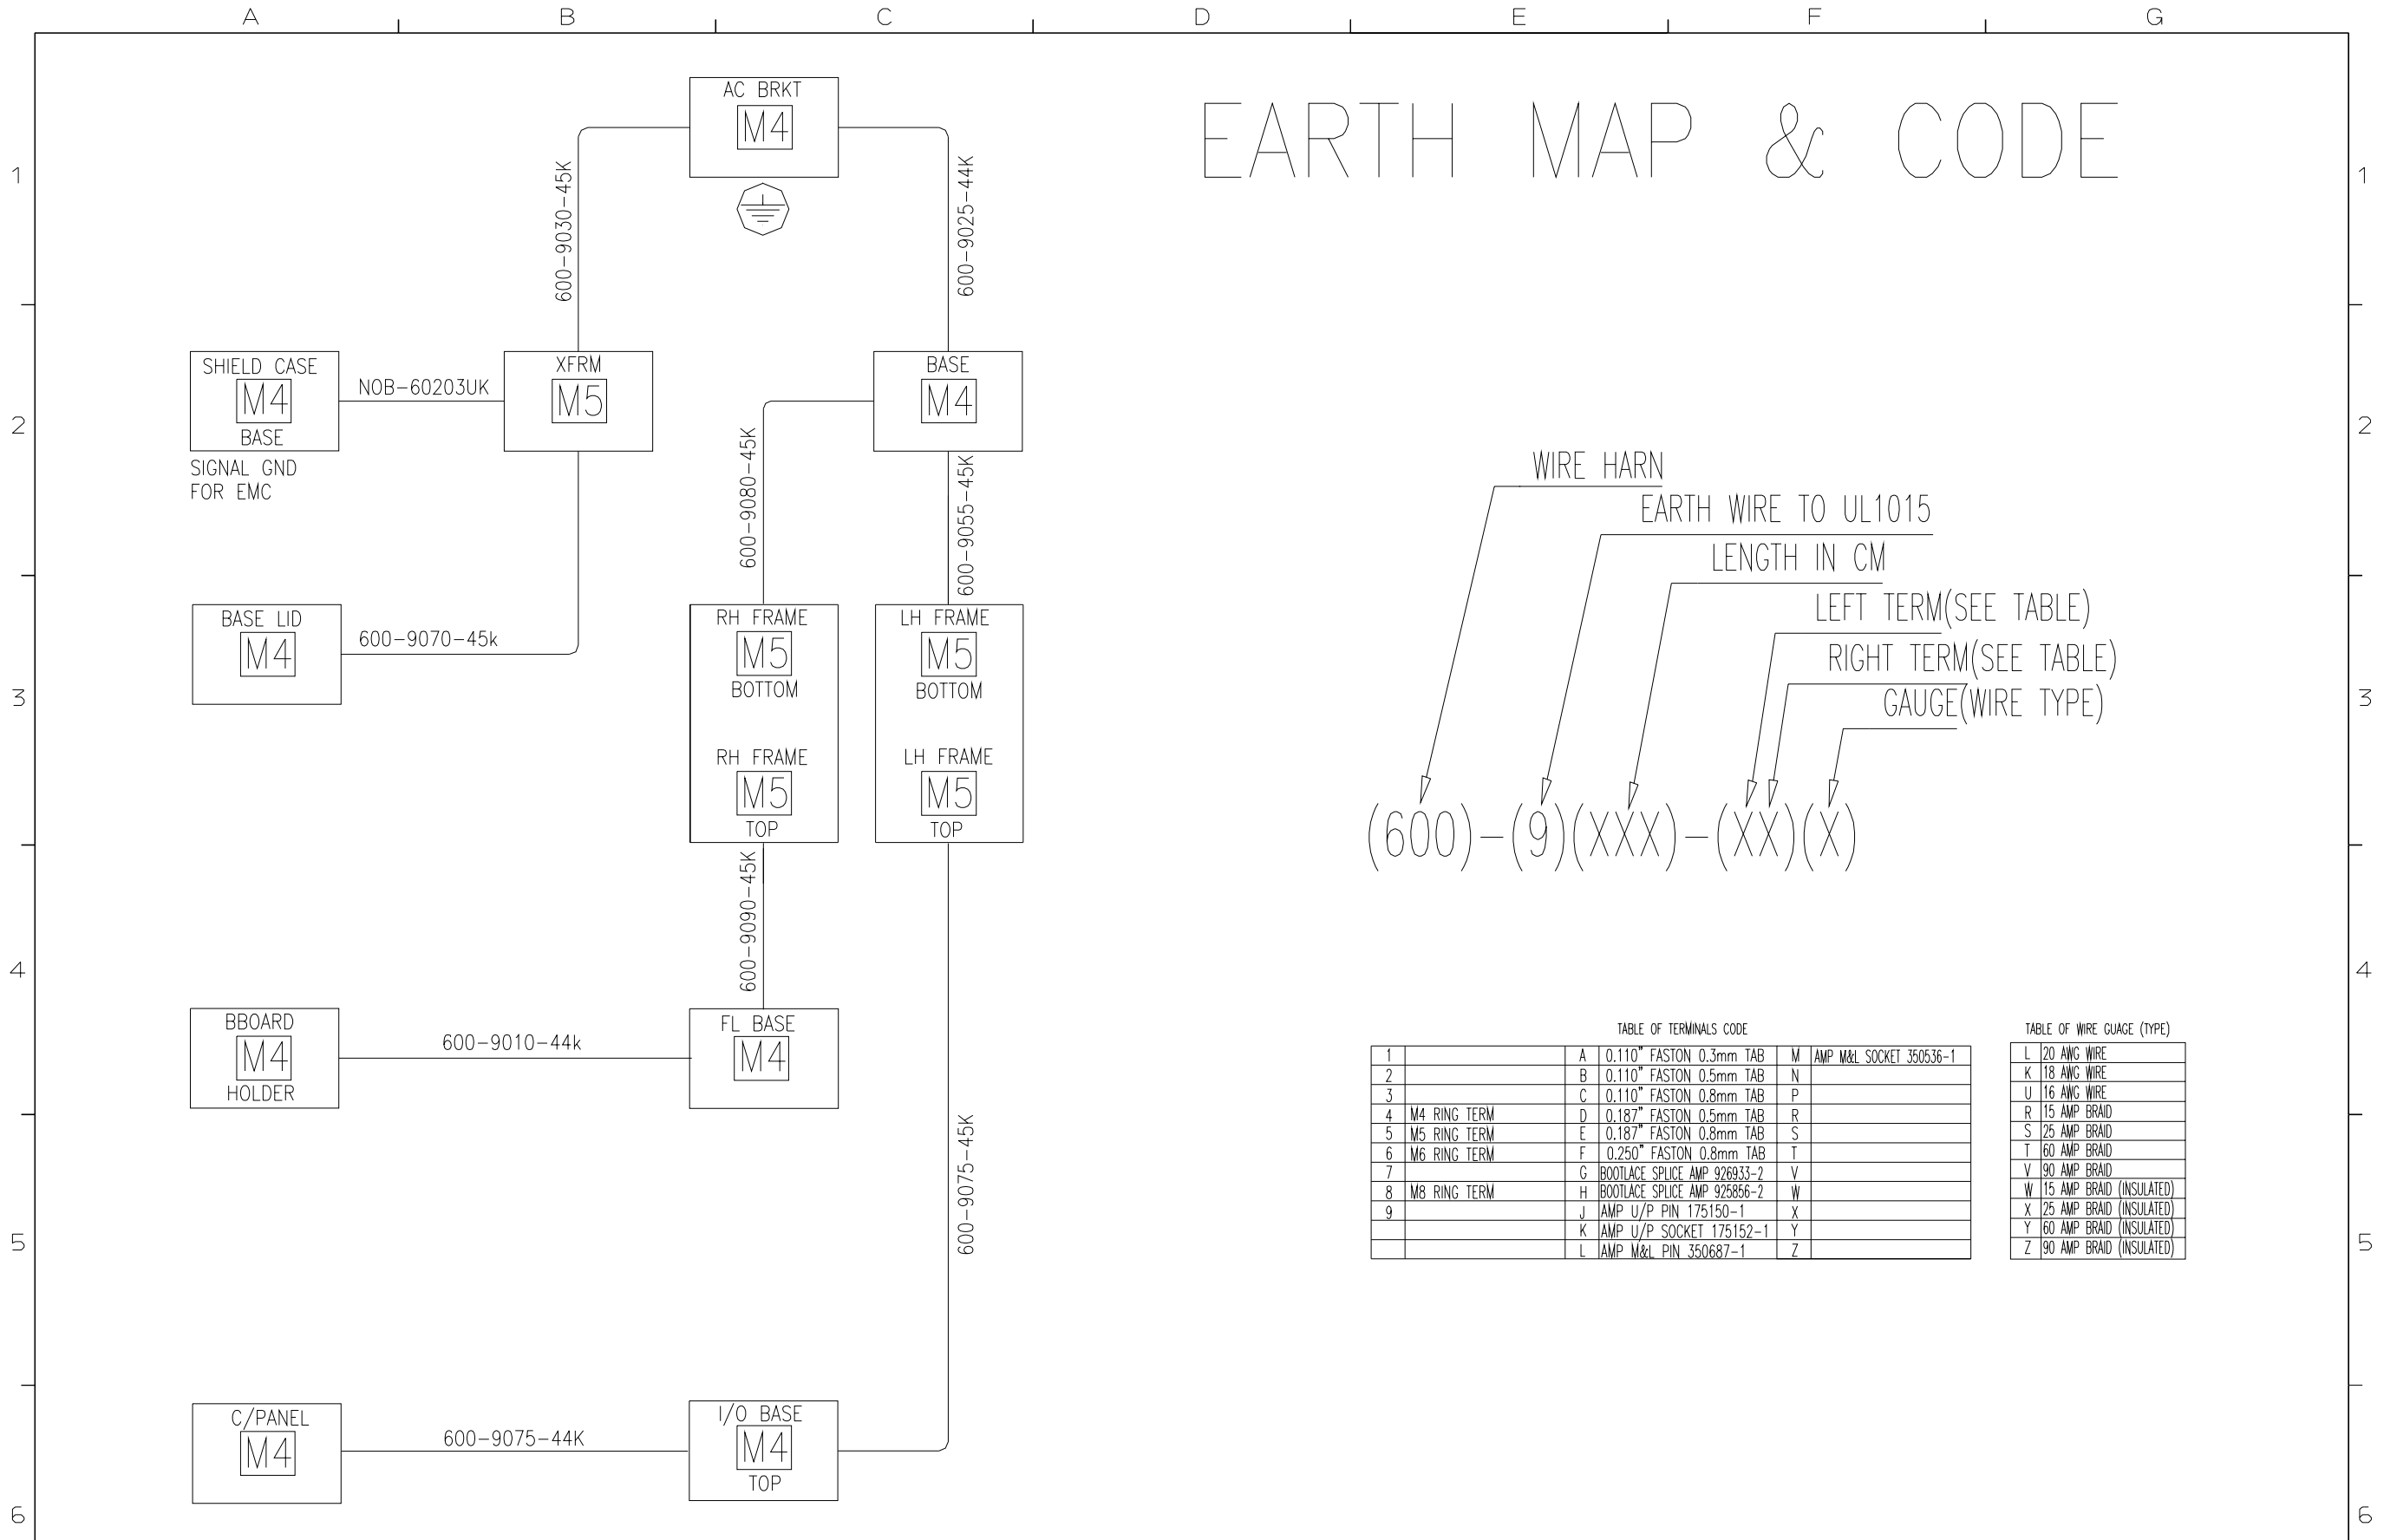 A B C D E F G
EARTH MAP & CODE
AC BRKT
M4
600-9030-45K
600-9025-44K
1
1
SHIELD CASE
M4
BASE
SIGNAL GND
FOR EMC
NOB-60203UK
XFRM
M5
BASE
M4
2
2
600-9080-45K
600-9055-45K
BASE LID
M4
600-9070-45k
RH FRAME
M5
BOTTOM
RH FRAME
M5
TOP
LH FRAME
M5
BOTTOM
LH FRAME
M5
TOP
3
3
WIRE HARN
EARTH WIRE TO UL1015
LENGTH IN CM
LEFT TERM(SEE TABLE)
RIGHT TERM(SEE TABLE)
GAUGE(WIRE TYPE)
(600)-(9)(XXX)-(XX)(X)
600-9090-45K
4
4
BBOARD
M4
HOLDER
600-9010-44k
FL BASE
M4
600-9075-45K
5
5
C/PANEL
M4
600-9075-44K
I/O BASE
M4
TOP
6
6
TABLE OF TERMINALS CODE
1 A 0.110" FASTON 0.3mm TAB M AMP M&L SOCKET 350536-1
2 B 0.110" FASTON 0.5mm TAB N
3 C 0.110" FASTON 0.8mm TAB P
4 M4 RING TERM D 0.187" FASTON 0.5mm TAB R
5 M5 RING TERM E 0.187" FASTON 0.8mm TAB S
6 M6 RING TERM F 0.250" FASTON 0.8mm TAB T
7 G BOOTLACE SPLICE AMP 926933-2 V
8 M8 RING TERM H BOOTLACE SPLICE AMP 925856-2 W
9 J AMP U/P PIN 175150-1 X
K AMP U/P SOCKET 175152-1 Y
L AMP M&L PIN 350687-1 Z
TABLE OF WIRE GUAGE (TYPE)
L 20 AWG WIRE
K 18 AWG WIRE
U 16 AWG WIRE
R 15 AMP BRAID
S 25 AMP BRAID
T 60 AMP BRAID
V 90 AMP BRAID
W 15 AMP BRAID (INSULATED)
X 25 AMP BRAID (INSULATED)
Y 60 AMP BRAID (INSULATED)
Z 90 AMP BRAID (INSULATED)